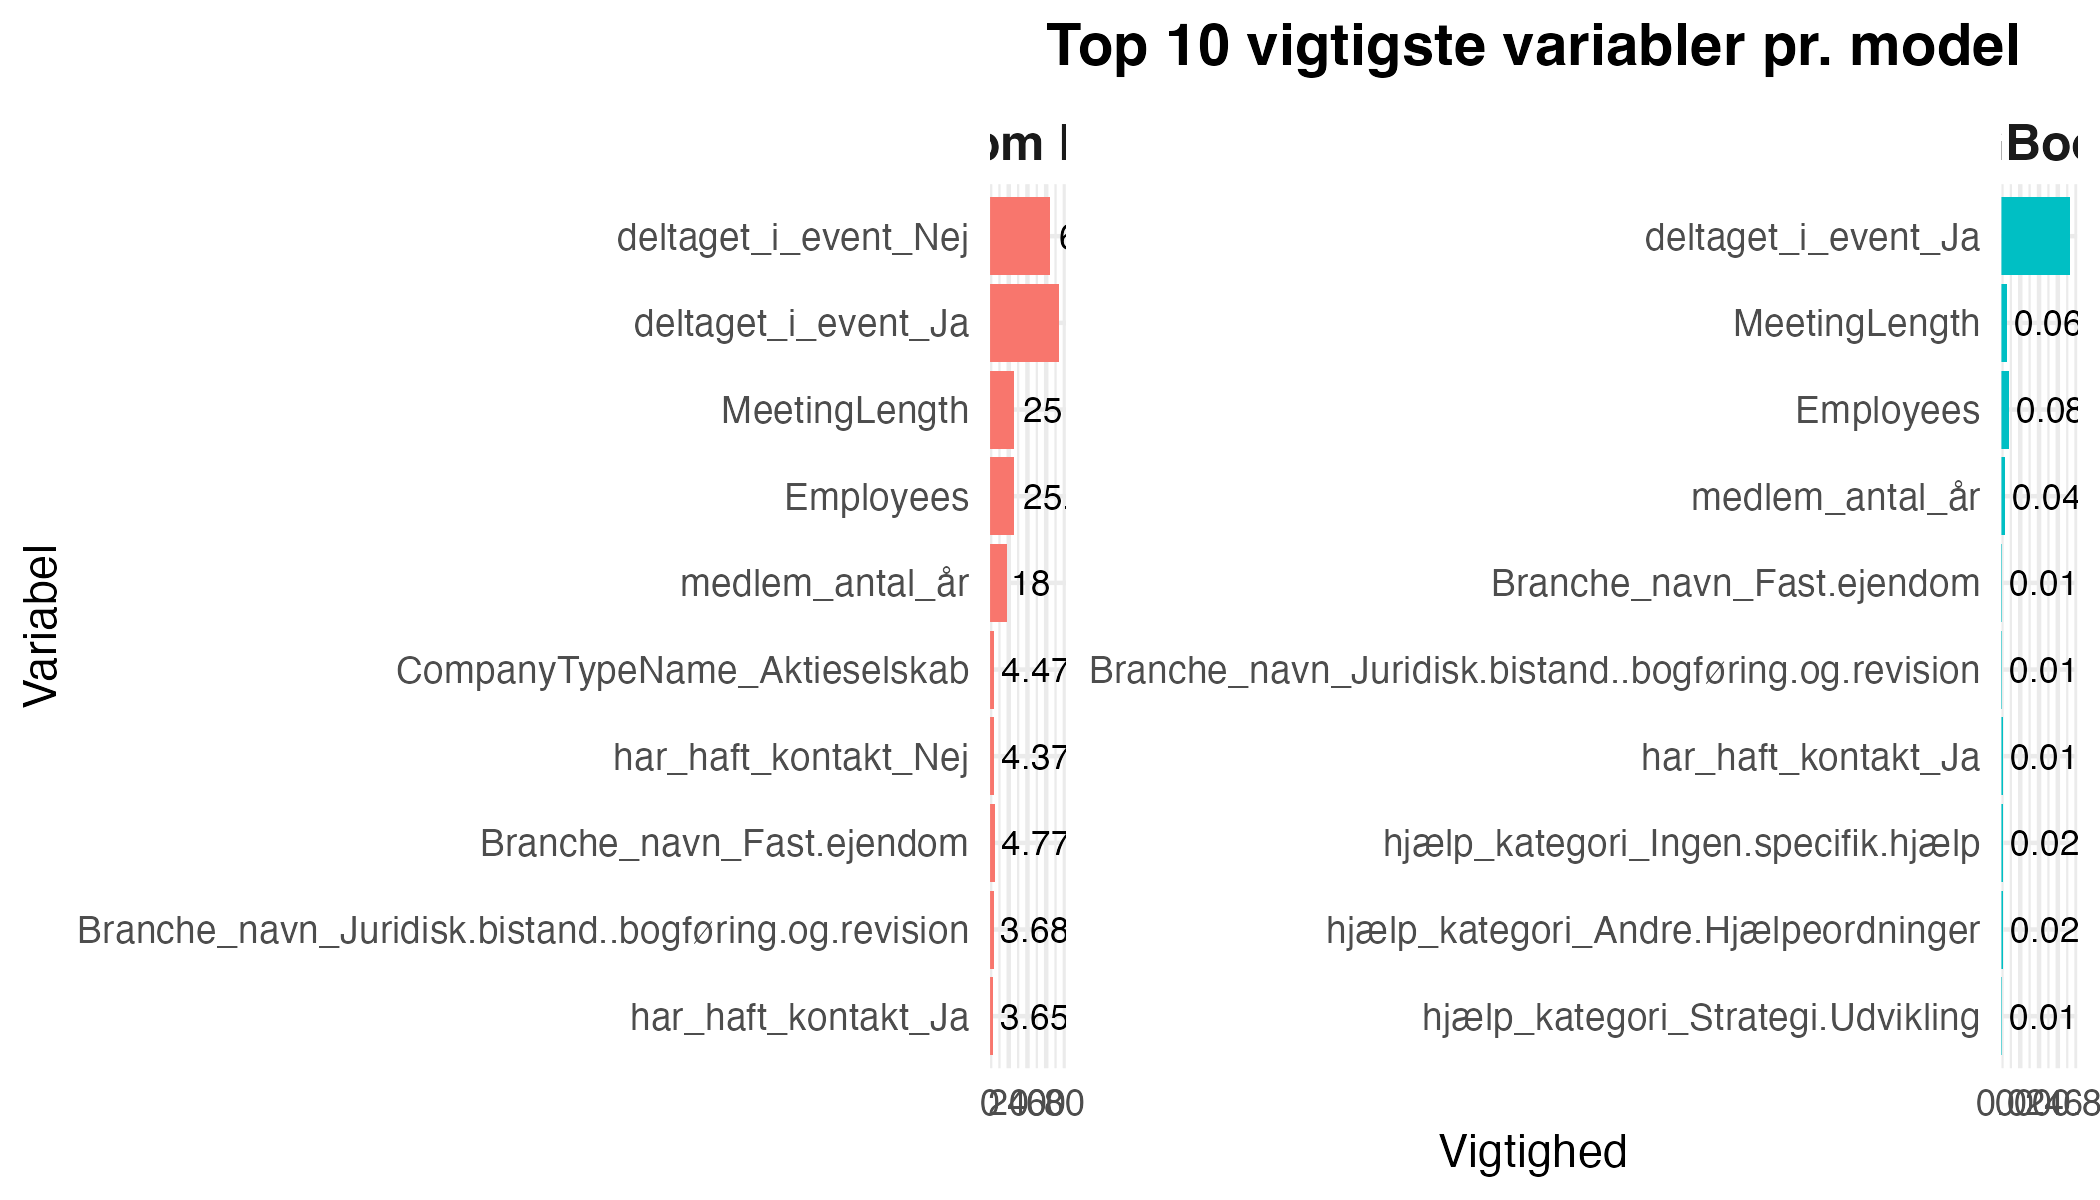 Top 10 vigtigste variabler pr. model
om
Boo
deltaget_i_event_Nej 6
deltaget_i_event_Ja
MeetingLength 25
Employees 25.
medlem_antal_år 18
CompanyTypeName_Aktieselskab 4.47
har_haft_kontakt_Nej 4.37
Branche_navn_Fast.ejendom 4.77
Branche_navn_Juridisk.bistand..bogføring.og.revision 3.68
har_haft_kontakt_Ja 3.65
deltaget_i_event_Ja
MeetingLength 0.06
Employees 0.08
medlem_antal_år 0.04
Branche_navn_Fast.ejendom 0.01
Branche_navn_Juridisk.bistand..bogføring.og.revision 0.01
har_haft_kontakt_Ja 0.01
hjælp_kategori_Ingen.specifik.hjælp 0.02
hjælp_kategori_Andre.Hjælpeordninger 0.02
hjælp_kategori_Strategi.Udvikling 0.01
Variabel
Vigtighed